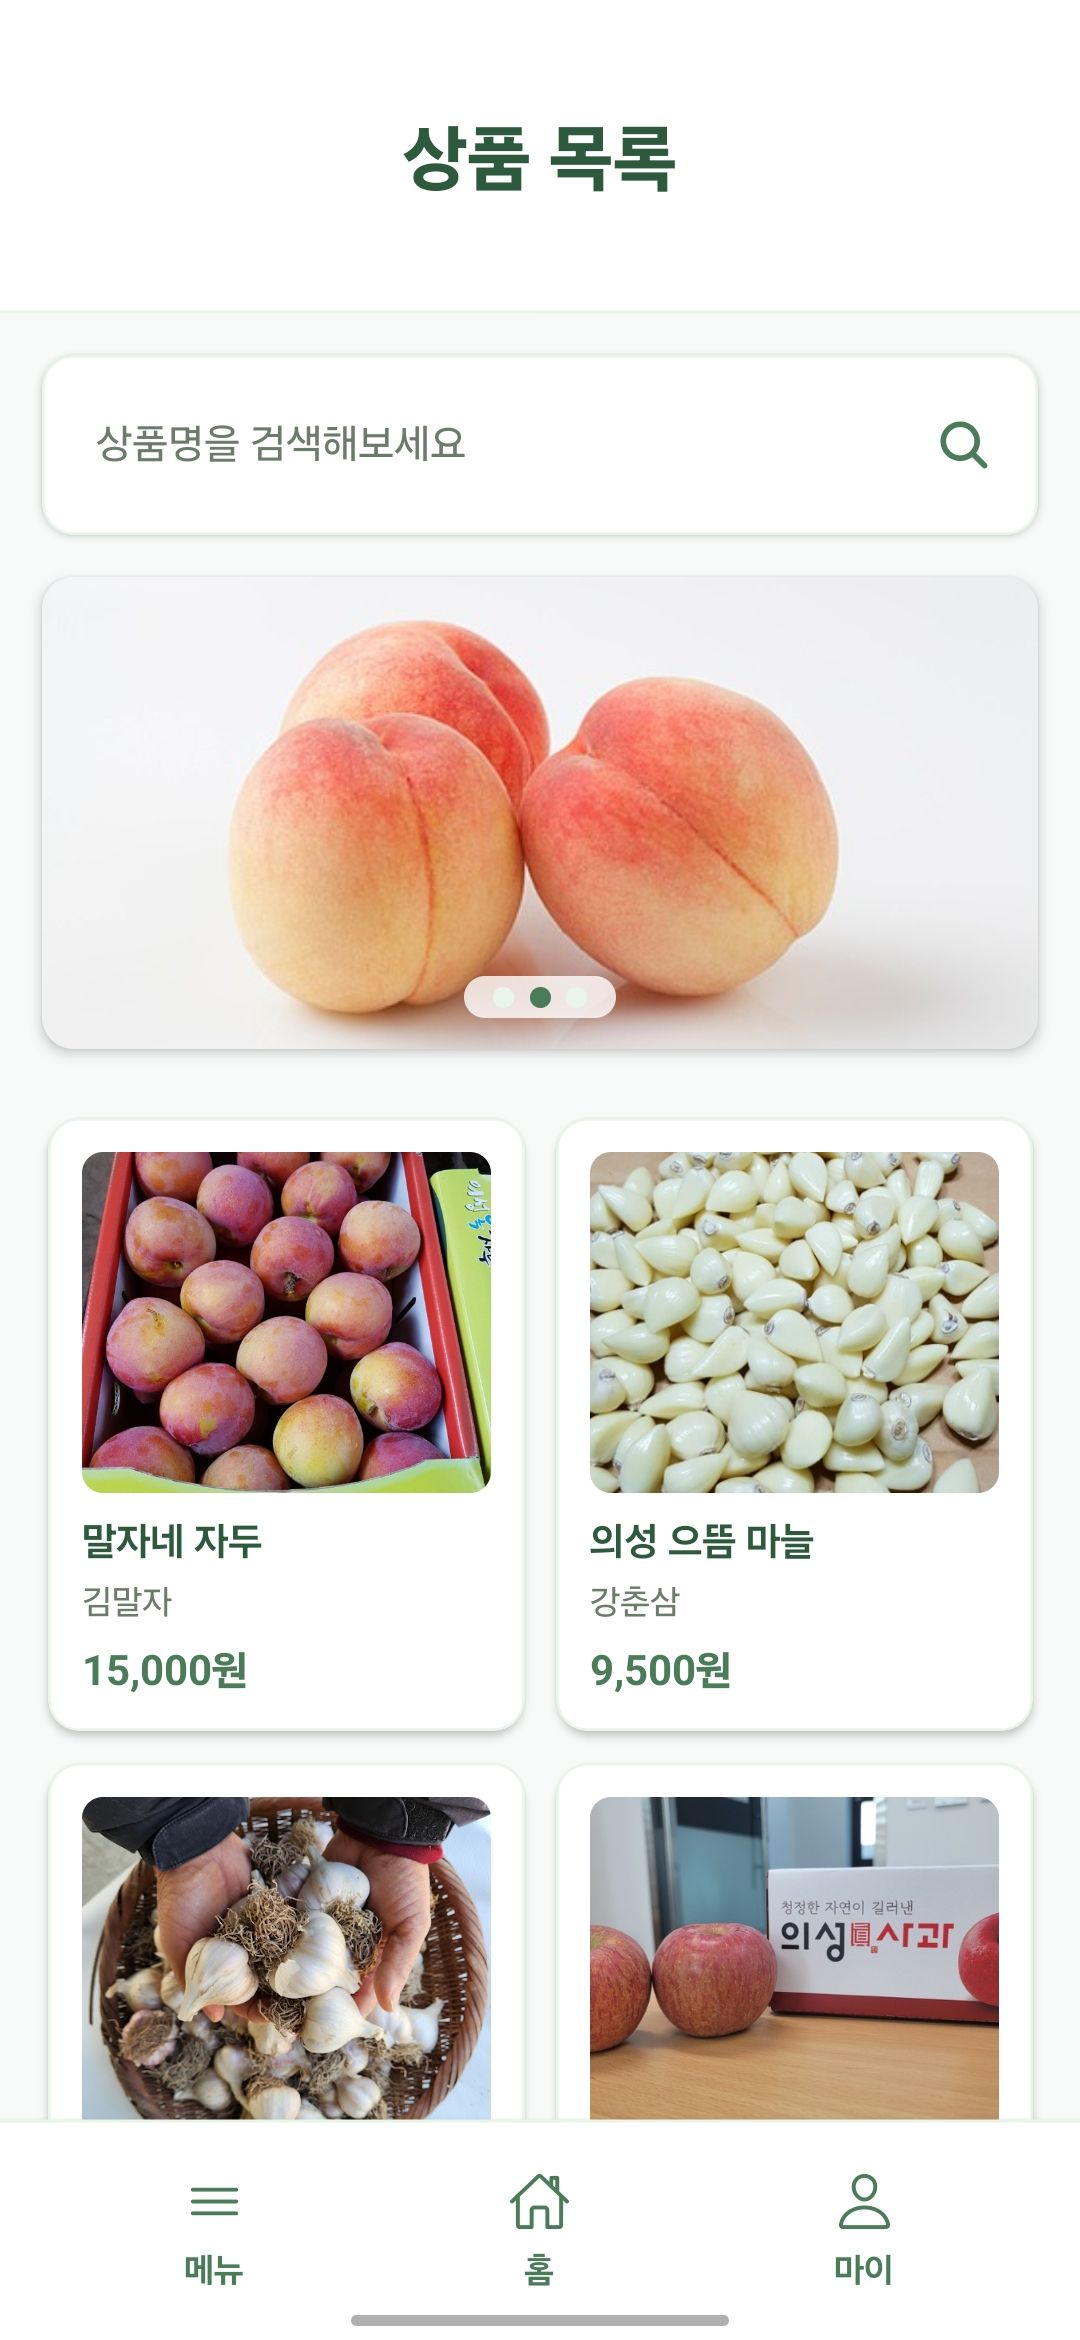 상품 목록
상품명을 검색해보세요
말자네 자두
김말자
15,000원
의성 으뜸 마늘
강춘삼
9,500원
청정한 자연이 길러낸
의성眞사과
메뉴
홈
마이